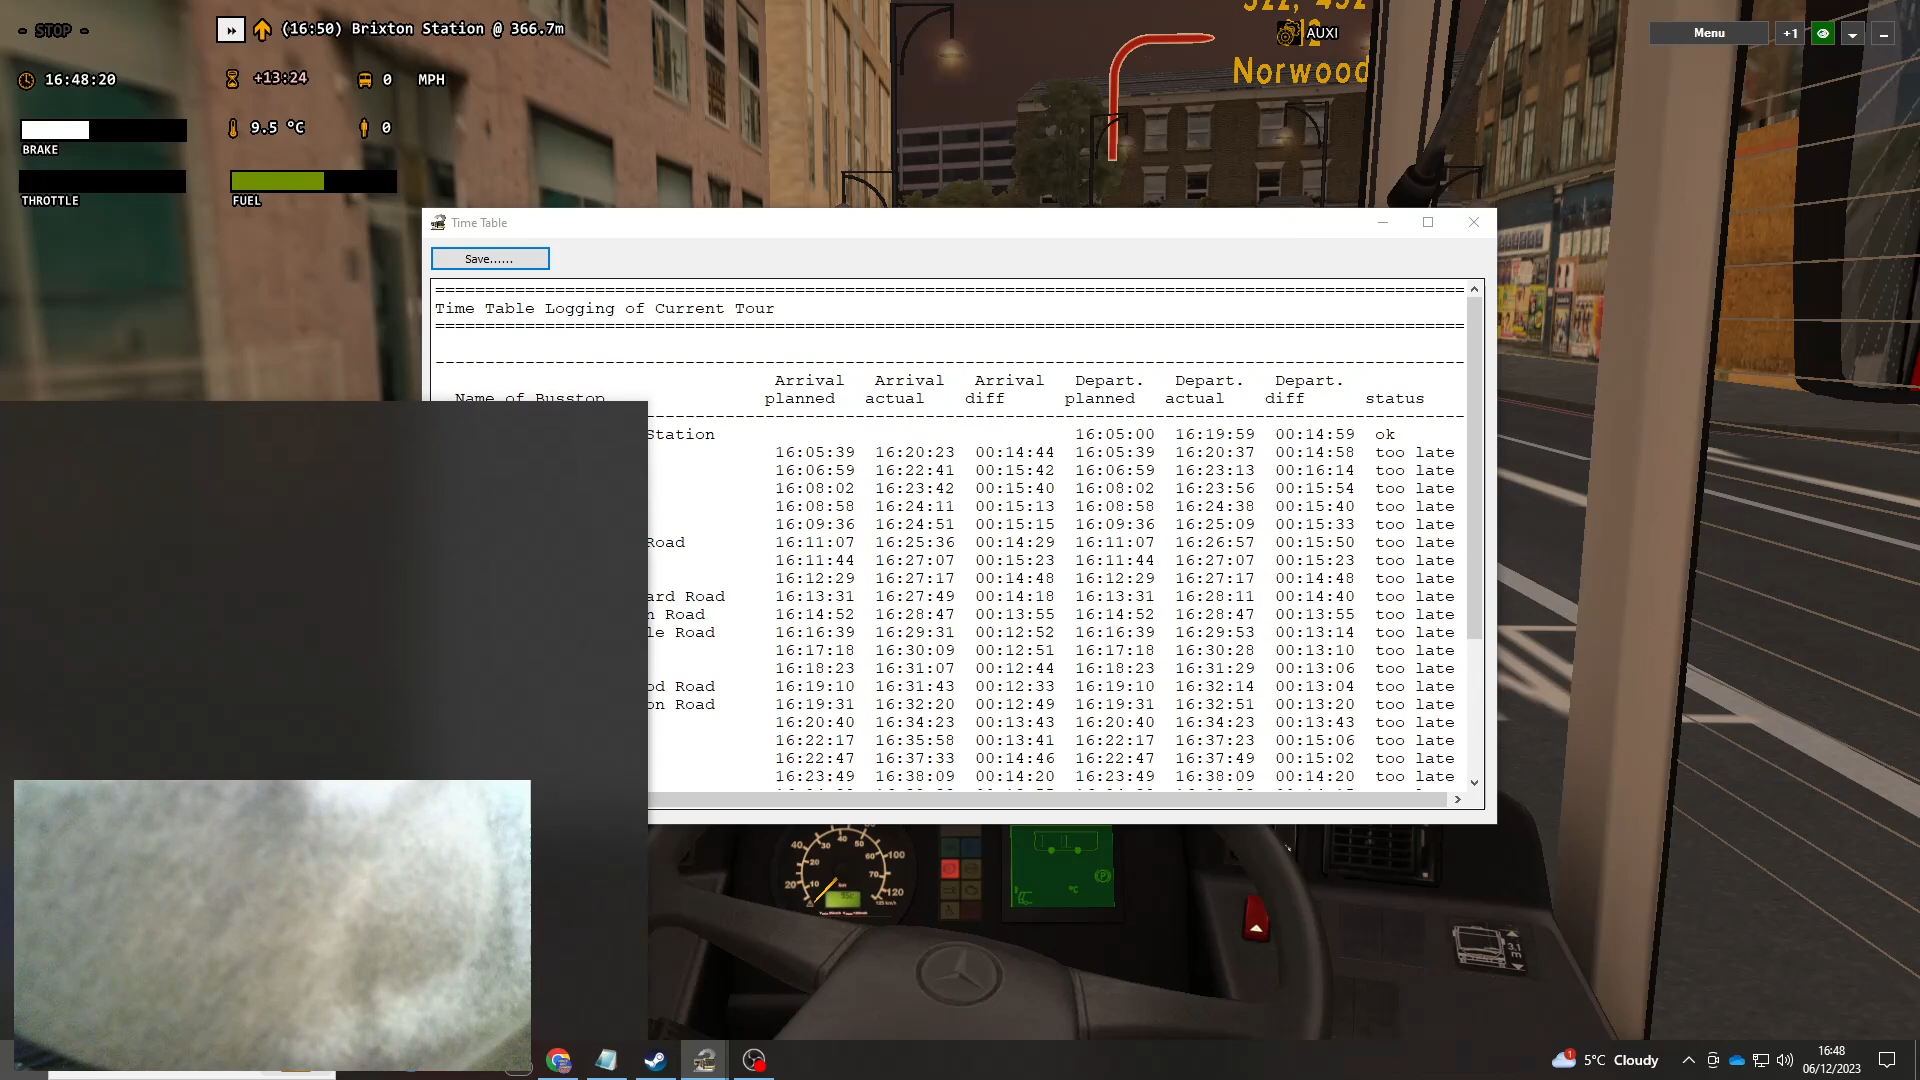 - STOP -
(16:50) Brixton Station @ 366.7m
322, 432
Norwood
AUXI
Menu
+1
16:48:20
+13:24
0 MPH
9.5 °C
0
BRAKE
THROTTLE
FUEL
Time Table
Save......
Time Table Logging of Current Tour
Arrival Arrival Arrival Depart. Depart. Depart.
Name of Busstop planned actual diff planned actual diff status
Station 16:05:00 16:19:59 00:14:59 ok
16:05:39 16:20:23 00:14:44 16:05:39 16:20:37 00:14:58 too late
16:06:59 16:22:41 00:15:42 16:06:59 16:23:13 00:16:14 too late
16:08:02 16:23:42 00:15:40 16:08:02 16:23:56 00:15:54 too late
16:08:58 16:24:11 00:15:13 16:08:58 16:24:38 00:15:40 too late
16:09:36 16:24:51 00:15:15 16:09:36 16:25:09 00:15:33 too late
Road 16:11:07 16:25:36 00:14:29 16:11:07 16:26:57 00:15:50 too late
16:11:44 16:27:07 00:15:23 16:11:44 16:27:07 00:15:23 too late
16:12:29 16:27:17 00:14:48 16:12:29 16:27:17 00:14:48 too late
ard Road 16:13:31 16:27:49 00:14:18 16:13:31 16:28:11 00:14:40 too late
n Road 16:14:52 16:28:47 00:13:55 16:14:52 16:28:47 00:13:55 too late
le Road 16:16:39 16:29:31 00:12:52 16:16:39 16:29:53 00:13:14 too late
16:17:18 16:30:09 00:12:51 16:17:18 16:30:28 00:13:10 too late
16:18:23 16:31:07 00:12:44 16:18:23 16:31:29 00:13:06 too late
od Road 16:19:10 16:31:43 00:12:33 16:19:10 16:32:14 00:13:04 too late
on Road 16:19:31 16:32:20 00:12:49 16:19:31 16:32:51 00:13:20 too late
16:20:40 16:34:23 00:13:43 16:20:40 16:34:23 00:13:43 too late
16:22:17 16:35:58 00:13:41 16:22:17 16:37:23 00:15:06 too late
16:22:47 16:37:33 00:14:46 16:22:47 16:37:49 00:15:02 too late
16:23:49 16:38:09 00:14:20 16:23:49 16:38:09 00:14:20 too late
10 20 30 40 50 60 70
20 40 100 120
°C
3.1 m
1
5°C Cloudy
16:48
06/12/2023